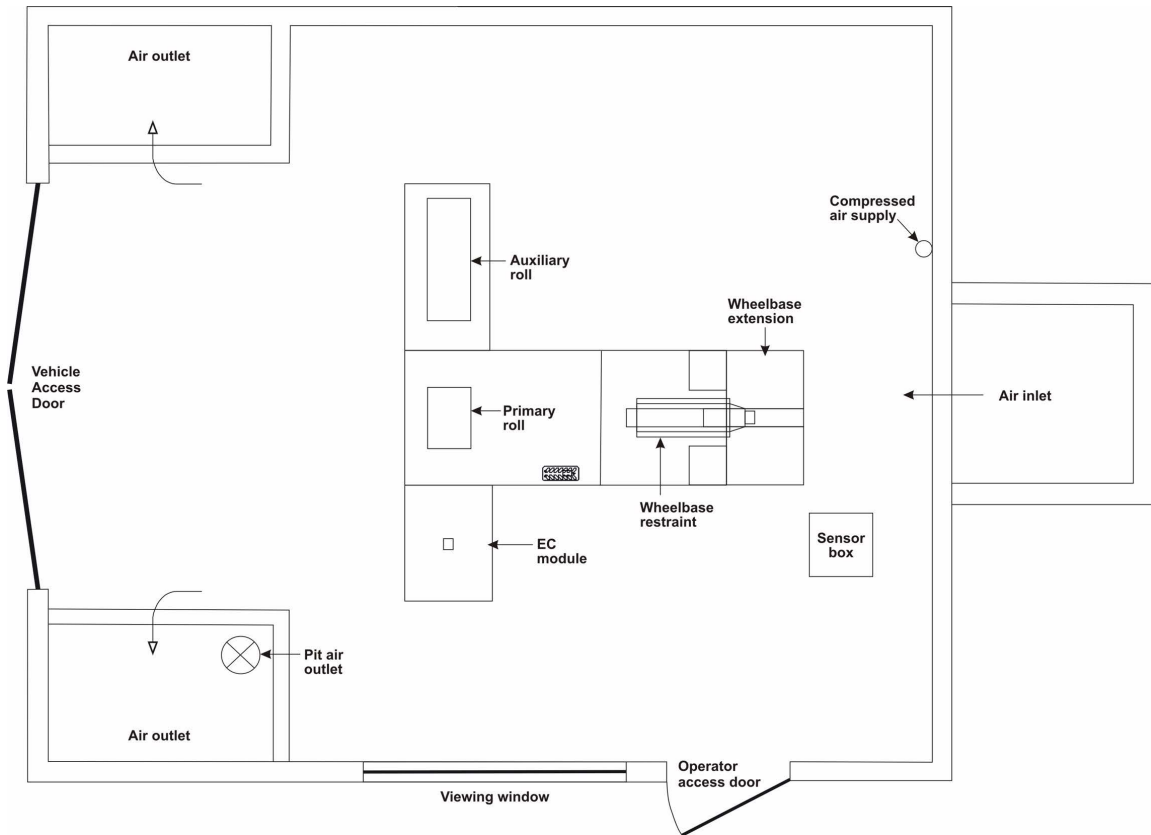 Air outlet
Compressed
air supply
Auxiliary
roll
Wheelbase
extension
Vehicle
Access
Door
Primary
roll
Air inlet
Wheelbase
restraint
EC
module
Sensor
box
Pit air
outlet
Air outlet
Operator
access door
Viewing window